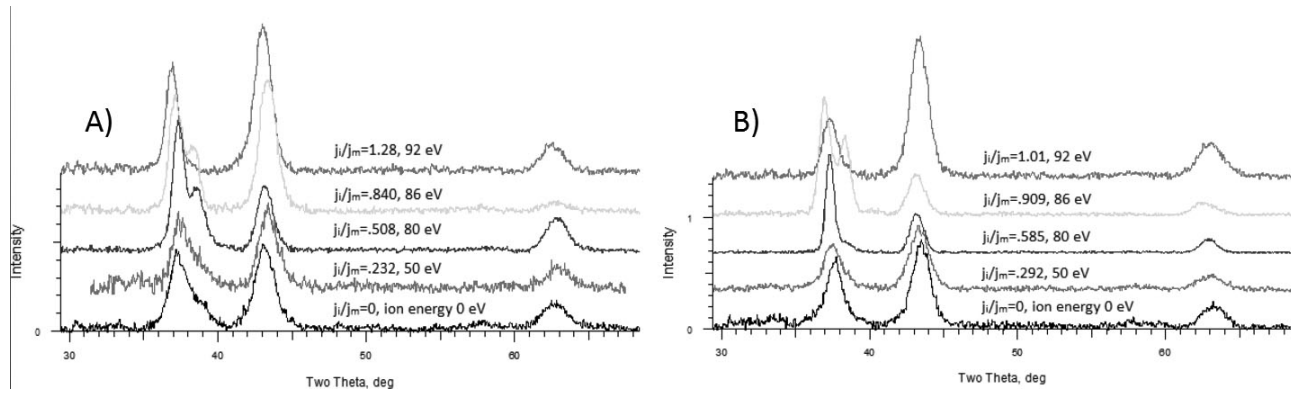 A)
jᵢ/jₘ=1.28, 92 eV
jᵢ/jₘ=.840, 86 eV
jᵢ/jₘ=.508, 80 eV
jᵢ/jₘ=.232, 50 eV
jᵢ/jₘ=0, ion energy 0 eV
Intensity
0
30 40 50 60
Two Theta, deg
B)
jᵢ/jₘ=1.01, 92 eV
jᵢ/jₘ=.909, 86 eV
jᵢ/jₘ=.585, 80 eV
jᵢ/jₘ=.292, 50 eV
jᵢ/jₘ=0, ion energy 0 eV
Intensity
1
0
30 40 50 60
Two Theta, deg